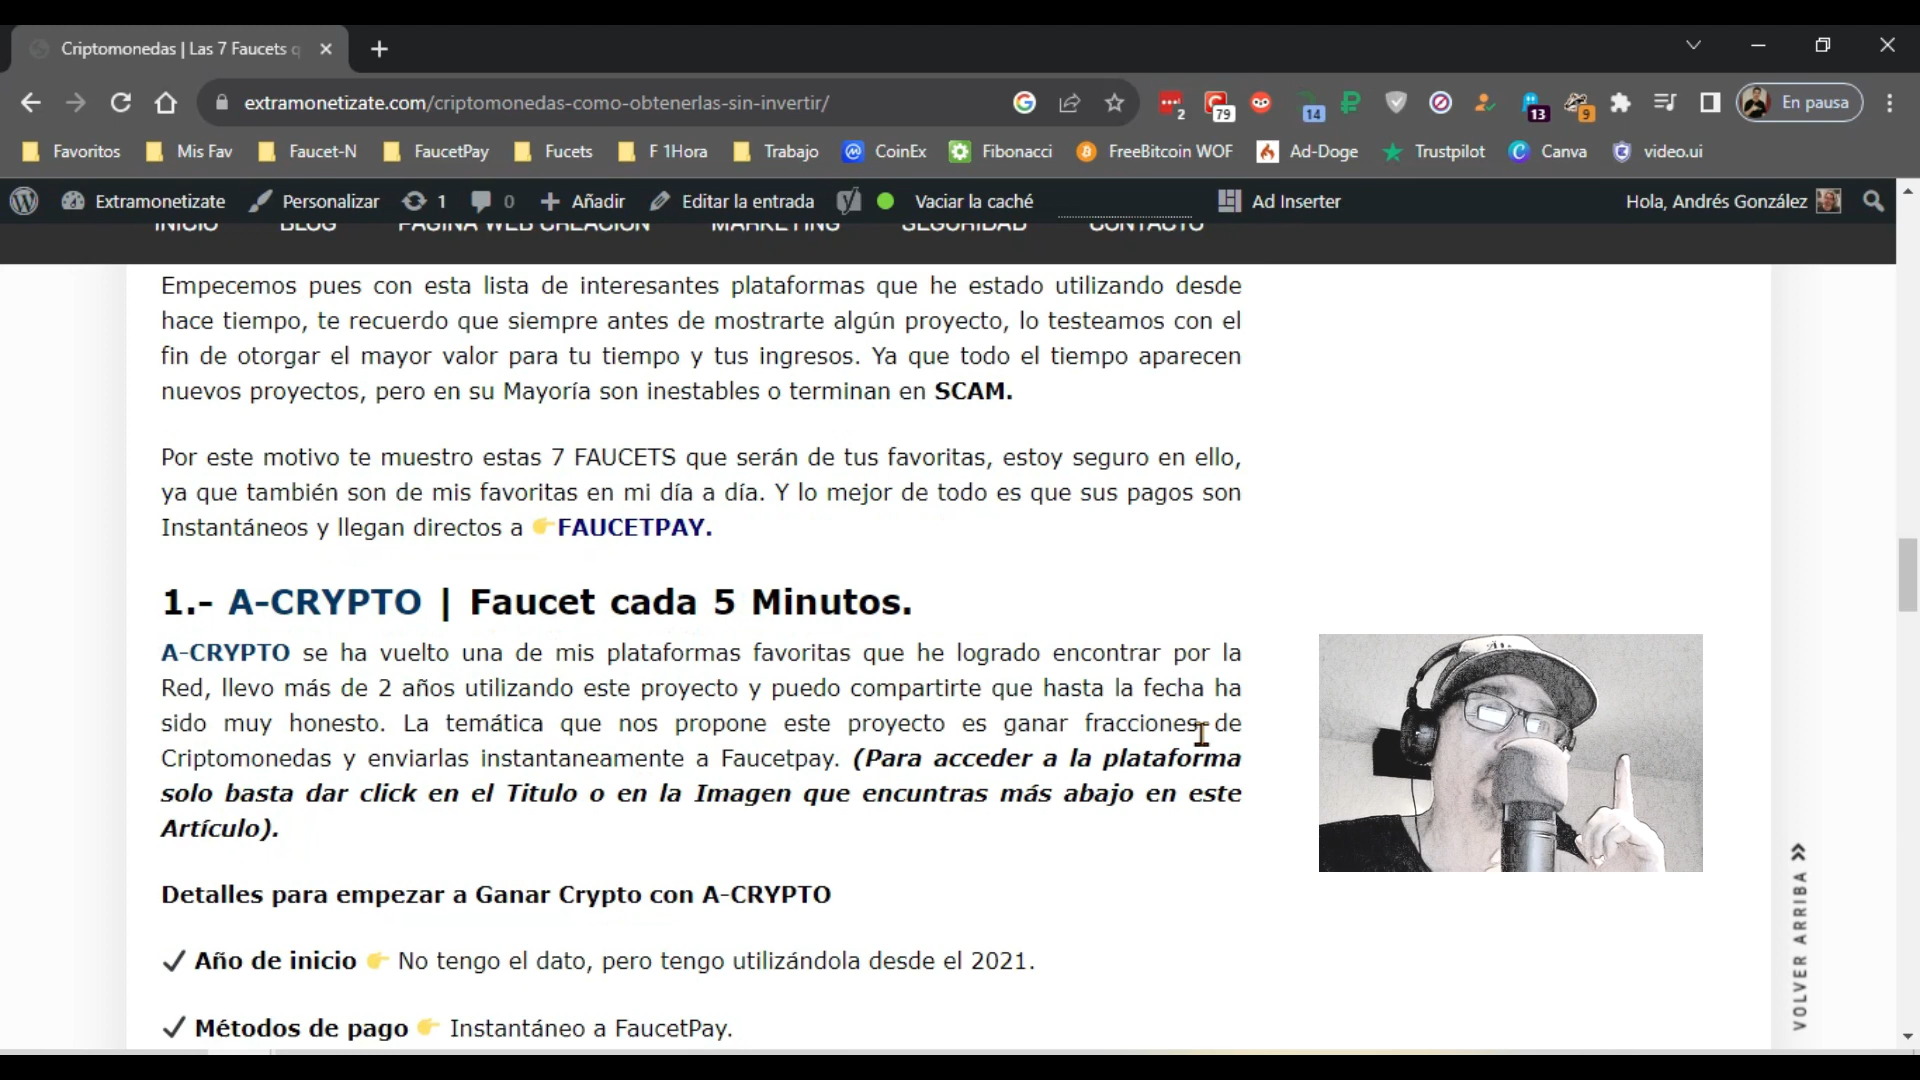 Criptomonedas | Las 7 Faucets q
extramonetizate.com/criptomonedas-como-obtenerlas-sin-invertir/
2
79
14
13
9
En pausa
Favoritos
Mis Fav
Faucet-N
FaucetPay
Fucets
F 1Hora
Trabajo
CoinEx
Fibonacci
FreeBitcoin WOF
Ad-Doge
Trustpilot
Canva
video.ui
Extramonetizate
Personalizar
1
0
Añadir
Editar la entrada
Vaciar la caché
Ad Inserter
Hola, Andrés González
INICIO
BLOG
PAGINA WEB CREACION
MARKETING
SEGURIDAD
CONTACTO
Empecemos pues con esta lista de interesantes plataformas que he estado utilizando desde
hace tiempo, te recuerdo que siempre antes de mostrarte algún proyecto, lo testeamos con el
fin de otorgar el mayor valor para tu tiempo y tus ingresos. Ya que todo el tiempo aparecen
nuevos proyectos, pero en su Mayoría son inestables o terminan en SCAM.
Por este motivo te muestro estas 7 FAUCETS que serán de tus favoritas, estoy seguro en ello,
ya que también son de mis favoritas en mi día a día. Y lo mejor de todo es que sus pagos son
Instantáneos y llegan directos a 👉FAUCETPAY.
1.- A-CRYPTO | Faucet cada 5 Minutos.
A-CRYPTO se ha vuelto una de mis plataformas favoritas que he logrado encontrar por la
Red, llevo más de 2 años utilizando este proyecto y puedo compartirte que hasta la fecha ha
sido muy honesto. La temática que nos propone este proyecto es ganar fracciones de
Criptomonedas y enviarlas instantaneamente a Faucetpay. (Para acceder a la plataforma
solo basta dar click en el Titulo o en la Imagen que encuntras más abajo en este
Artículo).
Detalles para empezar a Ganar Crypto con A-CRYPTO
✓ Año de inicio 👉 No tengo el dato, pero tengo utilizándola desde el 2021.
✓ Métodos de pago 👉 Instantáneo a FaucetPay.
VOLVER ARRIBA